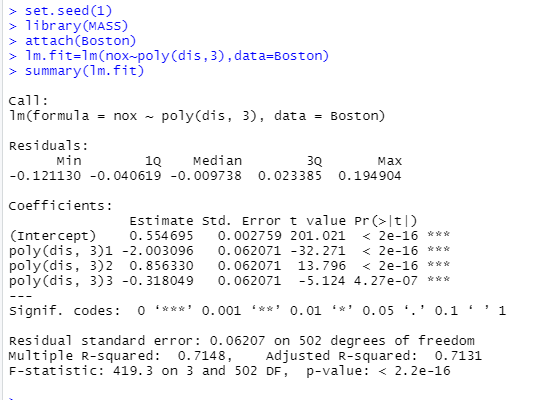 > set.seed(1)
> library(MASS)
> attach(Boston)
> lm.fit=lm(nox~poly(dis,3),data=Boston)
> summary(lm.fit)

Call:
lm(formula = nox ~ poly(dis, 3), data = Boston)

Residuals:
      Min        1Q    Median        3Q       Max
-0.121130 -0.040619 -0.009738  0.023385  0.194904

Coefficients:
               Estimate Std. Error t value Pr(>|t|)
(Intercept)    0.554695   0.002759 201.021  < 2e-16 ***
poly(dis, 3)1 -2.003096   0.062071 -32.271  < 2e-16 ***
poly(dis, 3)2  0.856330   0.062071  13.796  < 2e-16 ***
poly(dis, 3)3 -0.318049   0.062071  -5.124 4.27e-07 ***
---
Signif. codes:  0 ‘***’ 0.001 ‘**’ 0.01 ‘*’ 0.05 ‘.’ 0.1 ‘ ’ 1

Residual standard error: 0.06207 on 502 degrees of freedom
Multiple R-squared:  0.7148,    Adjusted R-squared:  0.7131
F-statistic: 419.3 on 3 and 502 DF,  p-value: < 2.2e-16